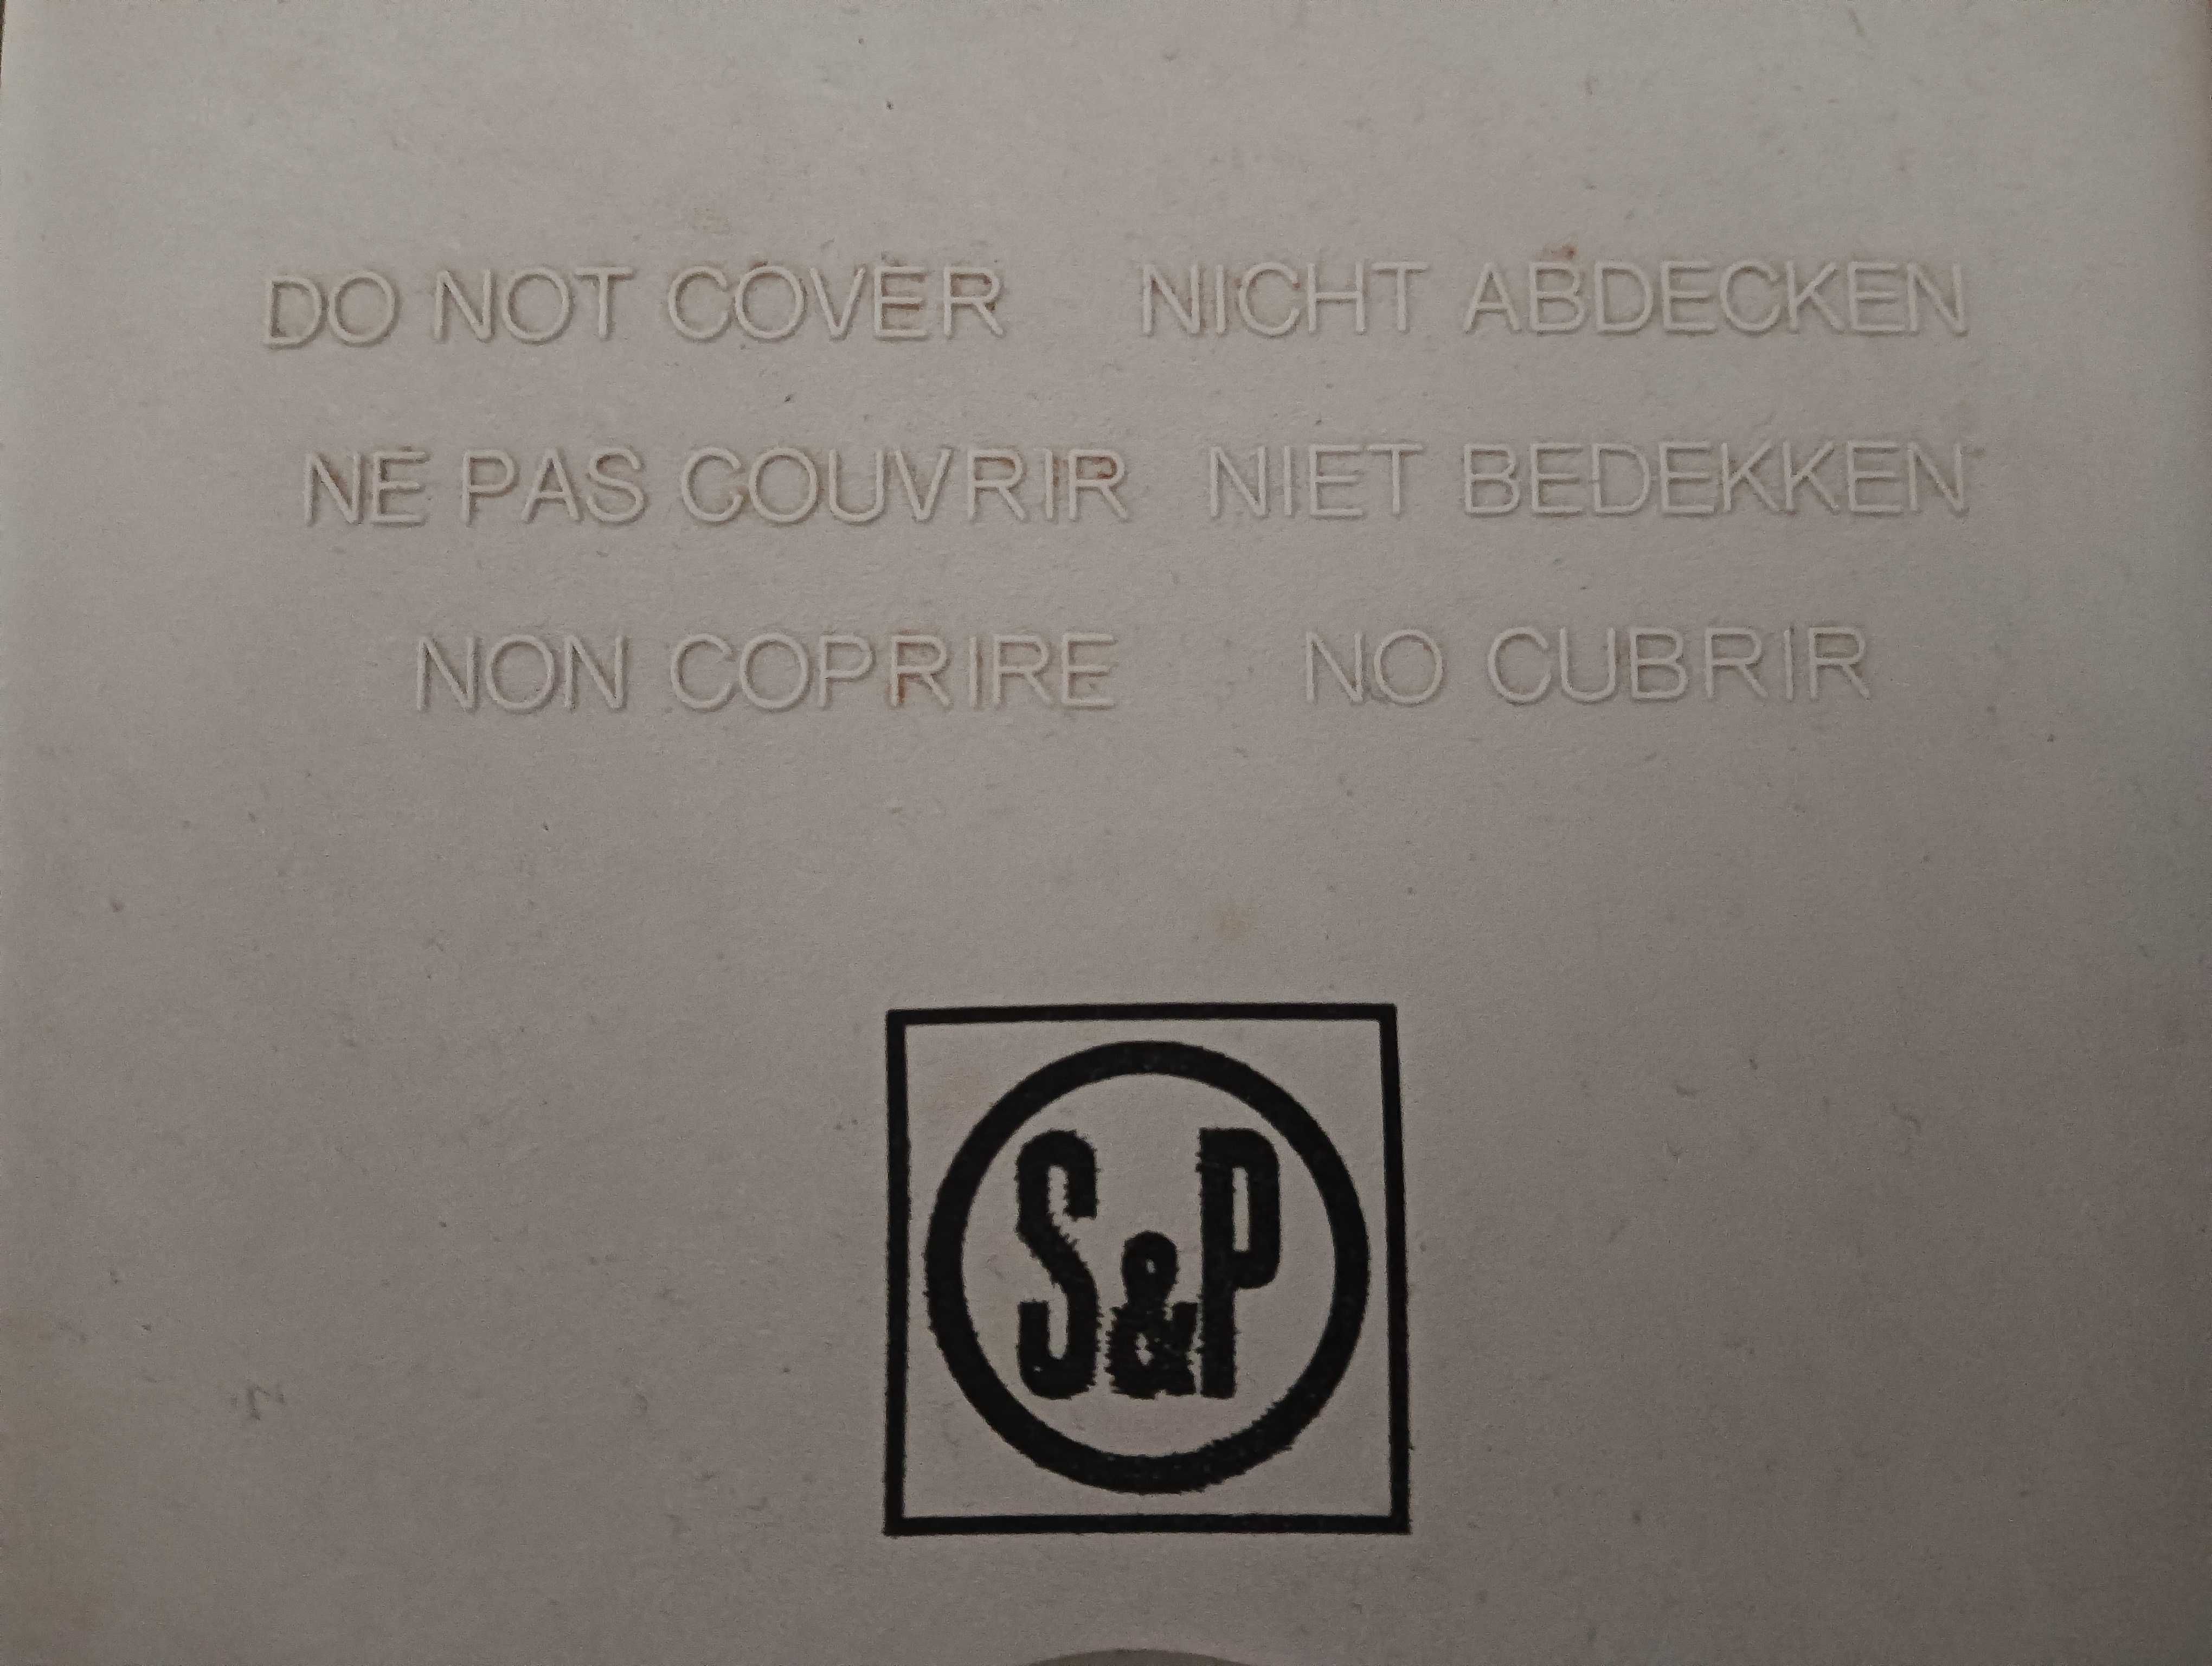 DO NOT COVER NICHT ABDECKEN
NE PAS COUVRIR NIET BEDEKKEN
NON COPRIRE NO CUBRIR
S&P